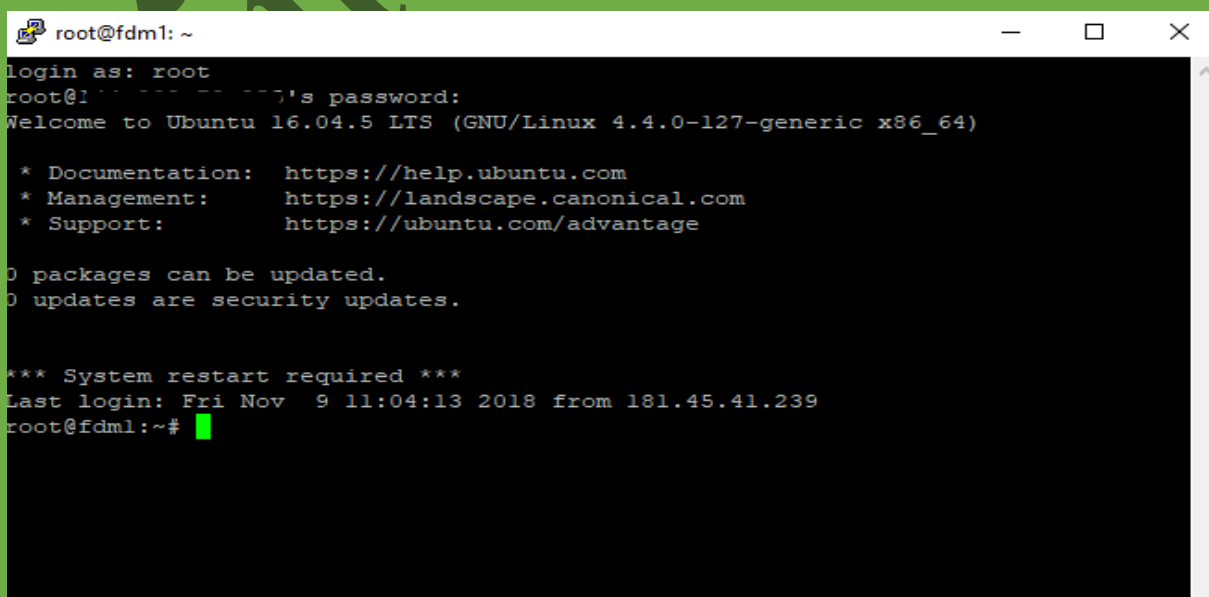 root@fdm1: ~
login as: root
root@'s password:
Welcome to Ubuntu 16.04.5 LTS (GNU/Linux 4.4.0-127-generic x86_64)
* Documentation: https://help.ubuntu.com
* Management: https://landscape.canonical.com
* Support: https://ubuntu.com/advantage
0 packages can be updated.
0 updates are security updates.
*** System restart required ***
Last login: Fri Nov 9 11:04:13 2018 from 181.45.41.239
root@fdm1:~#